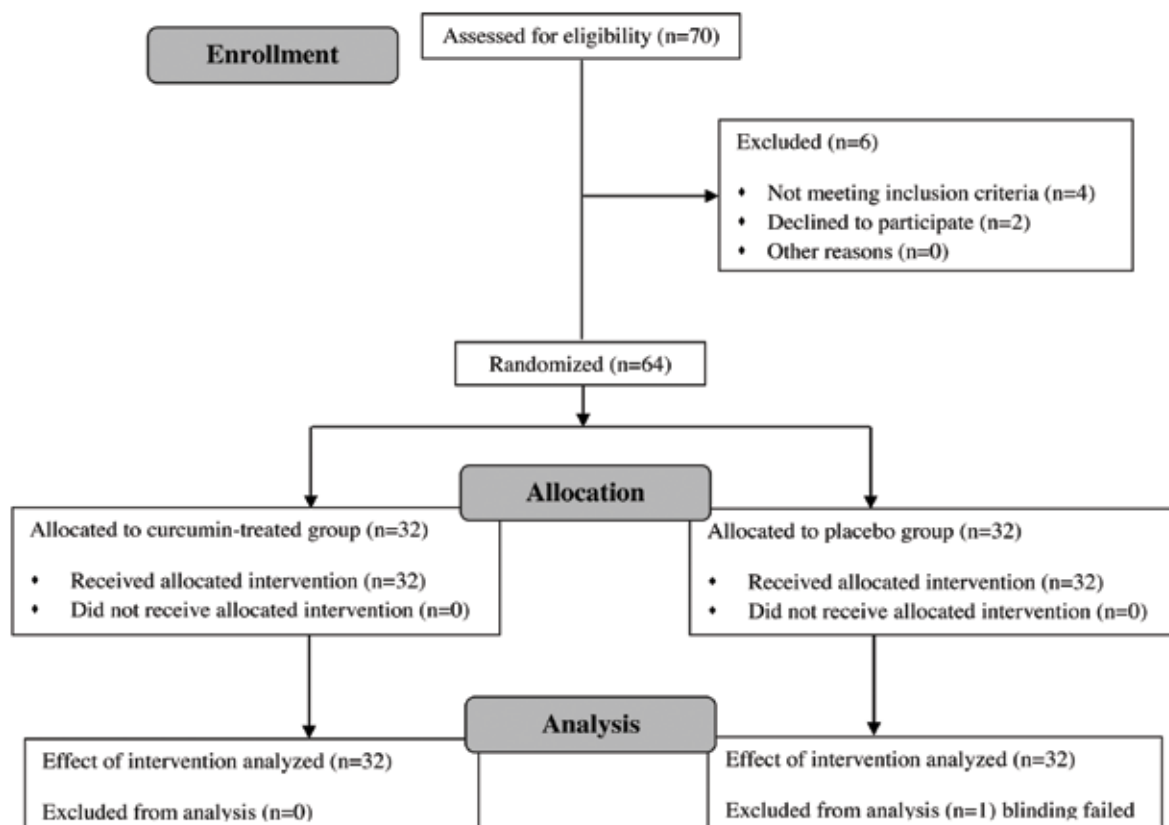 Assessed for eligibility (n=70)
Enrollment
Excluded (n=6)
♦ Not meeting inclusion criteria (n=4)
♦ Declined to participate (n=2)
♦ Other reasons (n=0)
Randomized (n=64)
Allocation
Allocated to curcumin-treated group (n=32)
♦ Received allocated intervention (n=32)
♦ Did not receive allocated intervention (n=0)
Allocated to placebo group (n=32)
♦ Received allocated intervention (n=32)
♦ Did not receive allocated intervention (n=0)
Analysis
Effect of intervention analyzed (n=32)
Excluded from analysis (n=0)
Effect of intervention analyzed (n=32)
Excluded from analysis (n=1) blinding failed